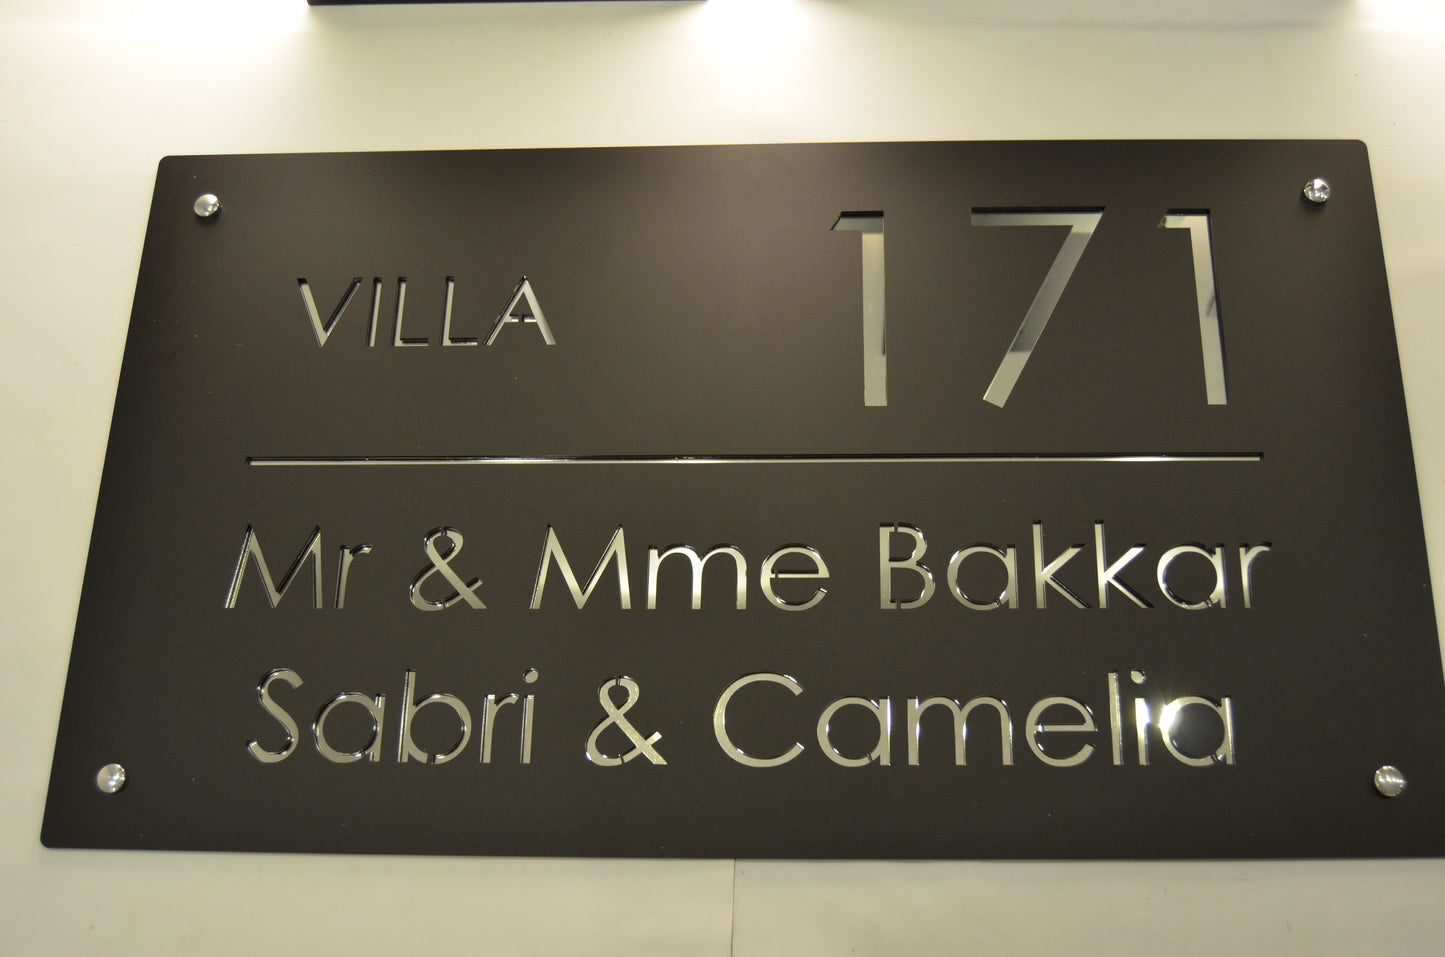 VILLA 171
Mr & Mme Bakkar
Sabri & Camelia